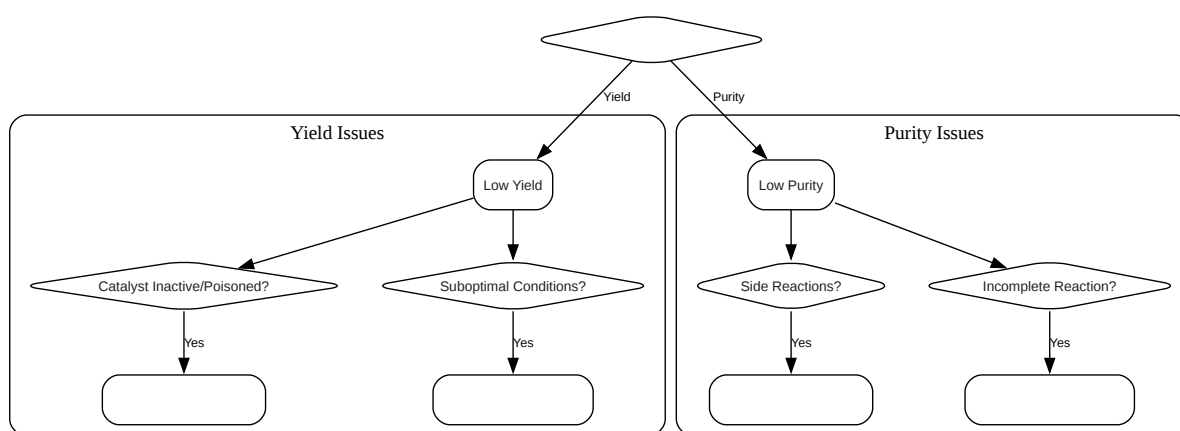 Yield
Purity
Yield Issues
Purity Issues
Low Yield
Low Purity
Catalyst Inactive/Poisoned?
Suboptimal Conditions?
Side Reactions?
Incomplete Reaction?
Yes
Yes
Yes
Yes